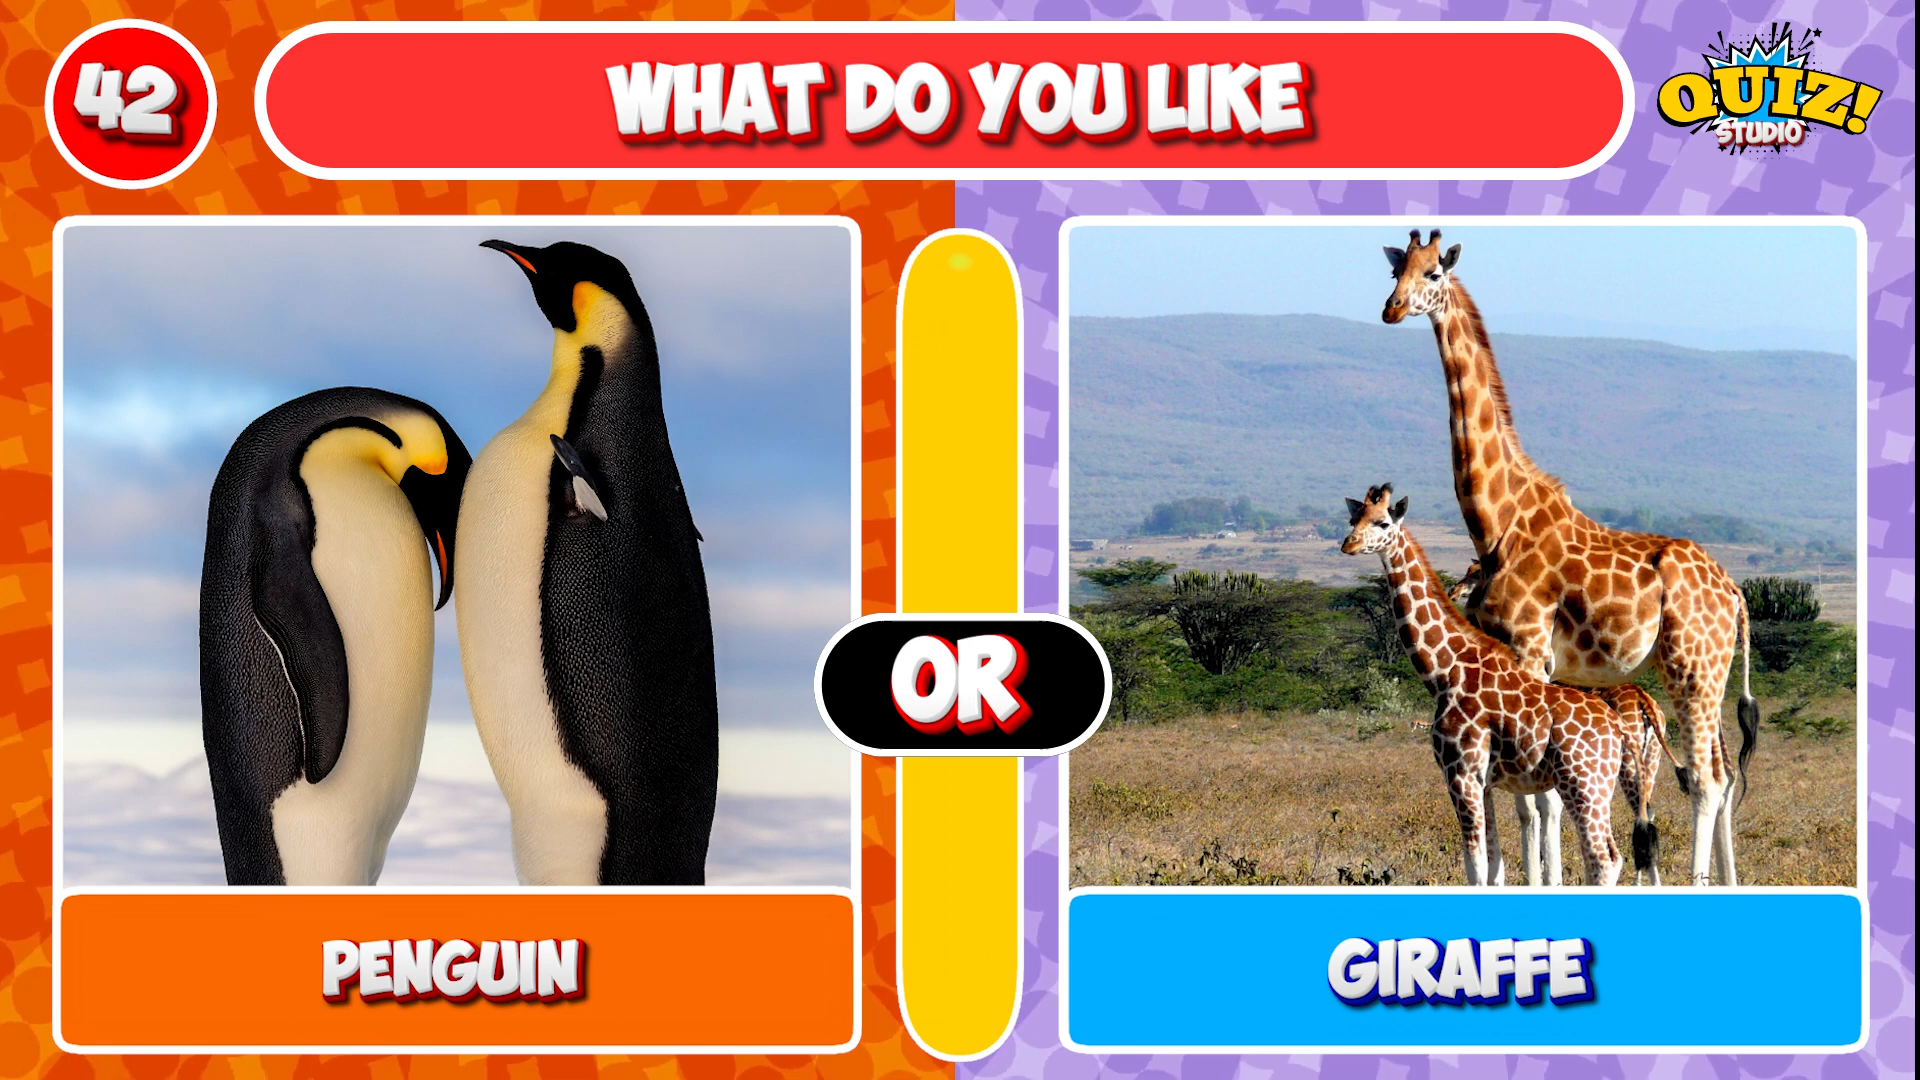 42
WHAT DO YOU LIKE
QUIZ!
STUDIO
OR
PENGUIN
GIRAFFE